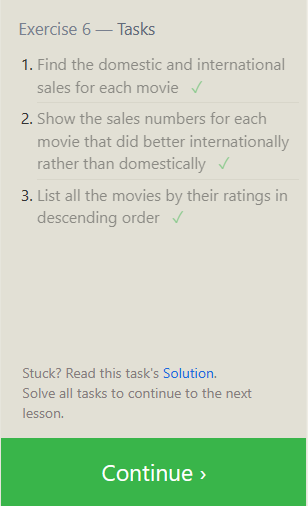 Exercise 6 — Tasks
1. Find the domestic and international
sales for each movie ✓
2. Show the sales numbers for each
movie that did better internationally
rather than domestically ✓
3. List all the movies by their ratings in
descending order ✓
Stuck? Read this task's Solution.
Solve all tasks to continue to the next
lesson.
Continue ›